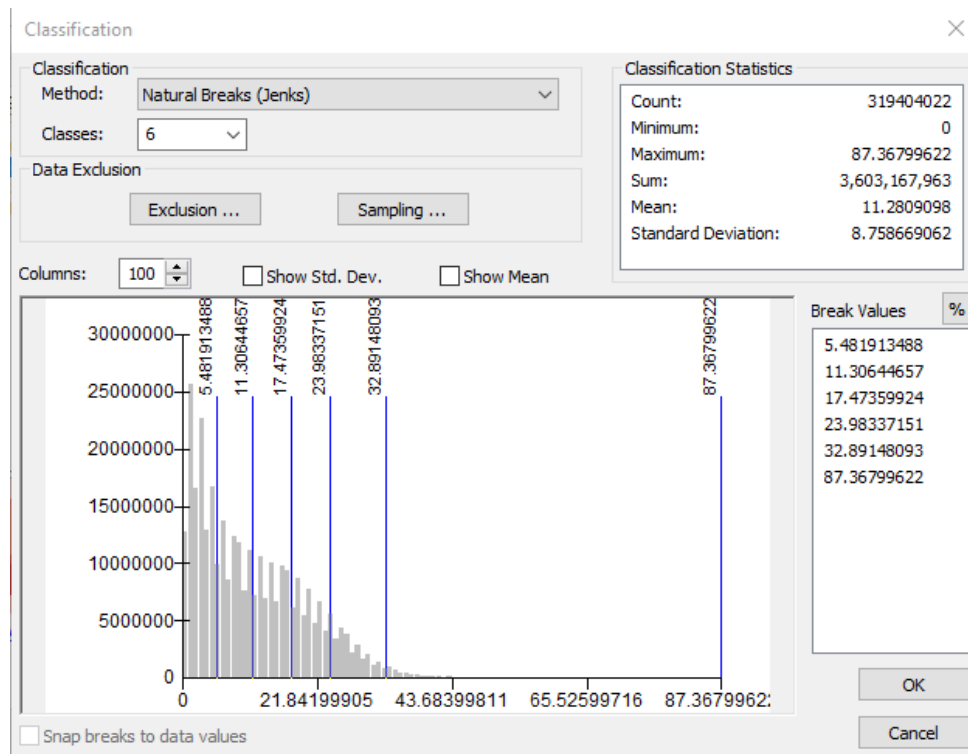 Classification
Classification
Method: Natural Breaks (Jenks)
Classes: 6
Data Exclusion
Exclusion ...
Sampling ...
Classification Statistics
Count: 319404022
Minimum: 0
Maximum: 87.36799622
Sum: 3,603,167,963
Mean: 11.2809098
Standard Deviation: 8.758669062
Columns: 100 Show Std. Dev. Show Mean
Break Values %
5.481913488
11.30644657
17.47359924
23.98337151
32.89148093
87.36799622
5.481913488
11.30644657
17.47359924
23.98337151
32.89148093
87.36799622
30000000
25000000
20000000
15000000
10000000
5000000
0
0 21.84199905 43.68399811 65.52599716 87.36799622
Snap breaks to data values
OK
Cancel